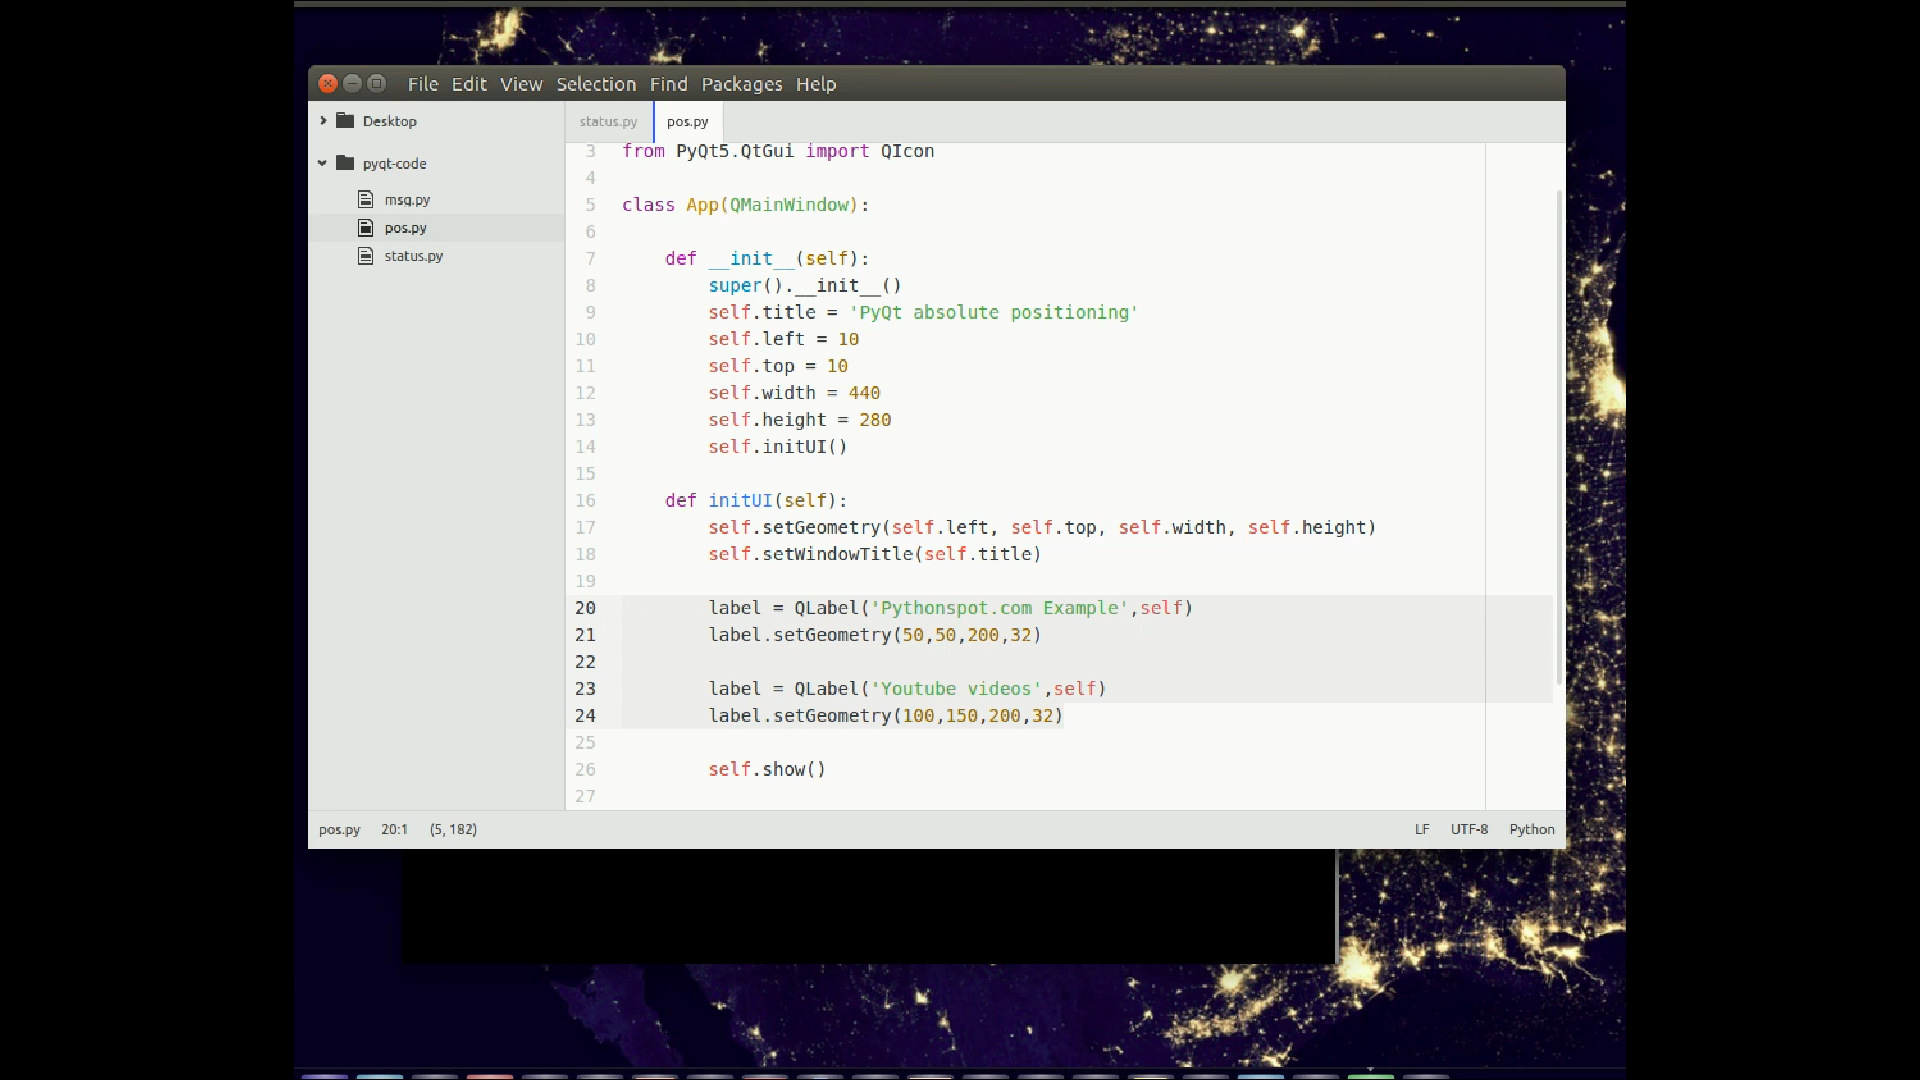 File Edit View Selection Find Packages Help
Desktop
pyqt-code
msg.py
pos.py
status.py
status.py pos.py
3 from PyQt5.QtGui import QIcon
4
5 class App(QMainWindow):
6
7 def __init__(self):
8 super().__init__()
9 self.title = 'PyQt absolute positioning'
10 self.left = 10
11 self.top = 10
12 self.width = 440
13 self.height = 280
14 self.initUI()
15
16 def initUI(self):
17 self.setGeometry(self.left, self.top, self.width, self.height)
18 self.setWindowTitle(self.title)
19
20 label = QLabel('Pythonspot.com Example',self)
21 label.setGeometry(50,50,200,32)
22
23 label = QLabel('Youtube videos',self)
24 label.setGeometry(100,150,200,32)
25
26 self.show()
27
pos.py 20:1 (5, 182) LF UTF-8 Python